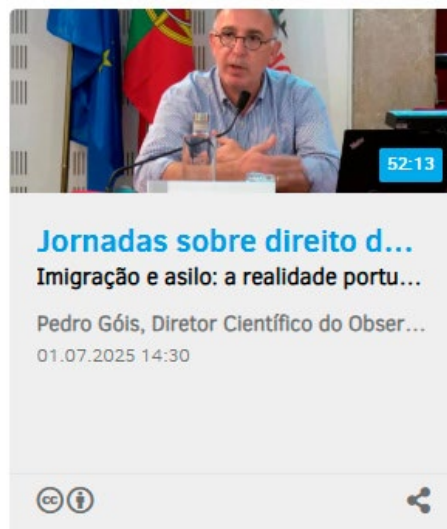 52:13
Jornadas sobre direito d...
Imigração e asilo: a realidade portu...
Pedro Góis, Diretor Científico do Obser...
01.07.2025 14:30
cc